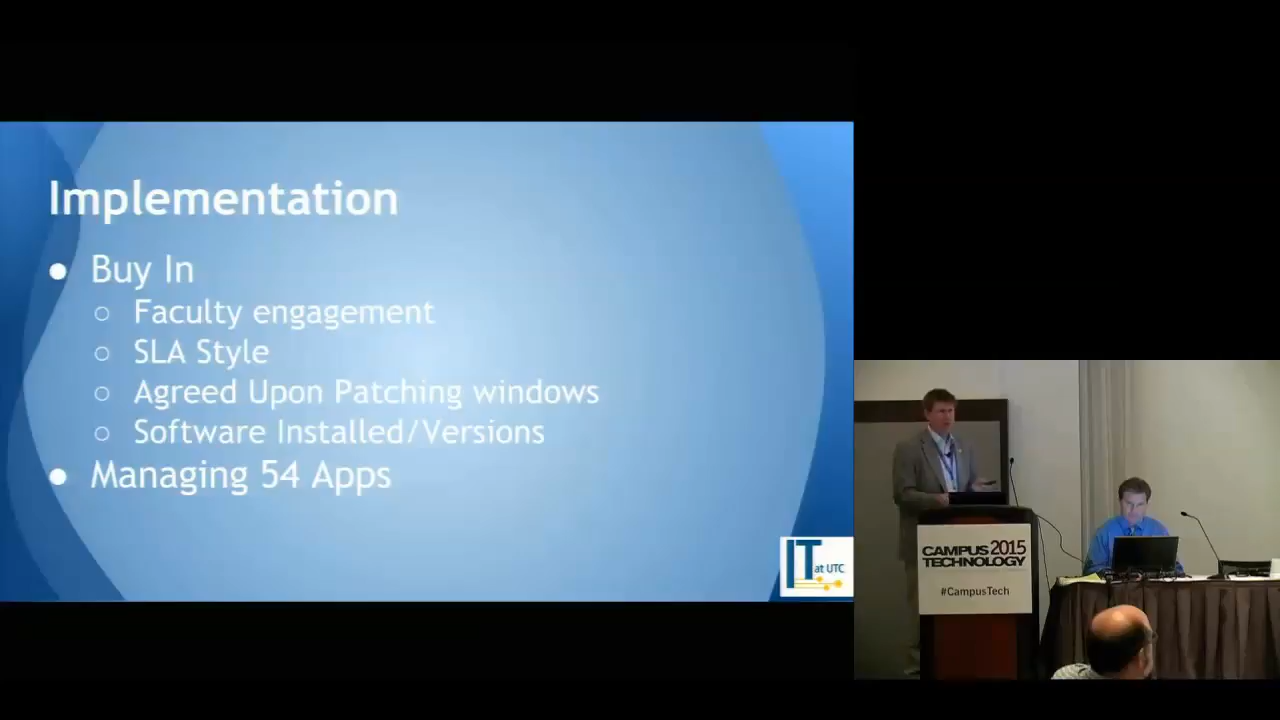 Implementation
● Buy In
○ Faculty engagement
○ SLA Style
○ Agreed Upon Patching windows
○ Software Installed/Versions
● Managing 54 Apps
IT at UTC
CAMPUS 2015
TECHNOLOGY
#CampusTech